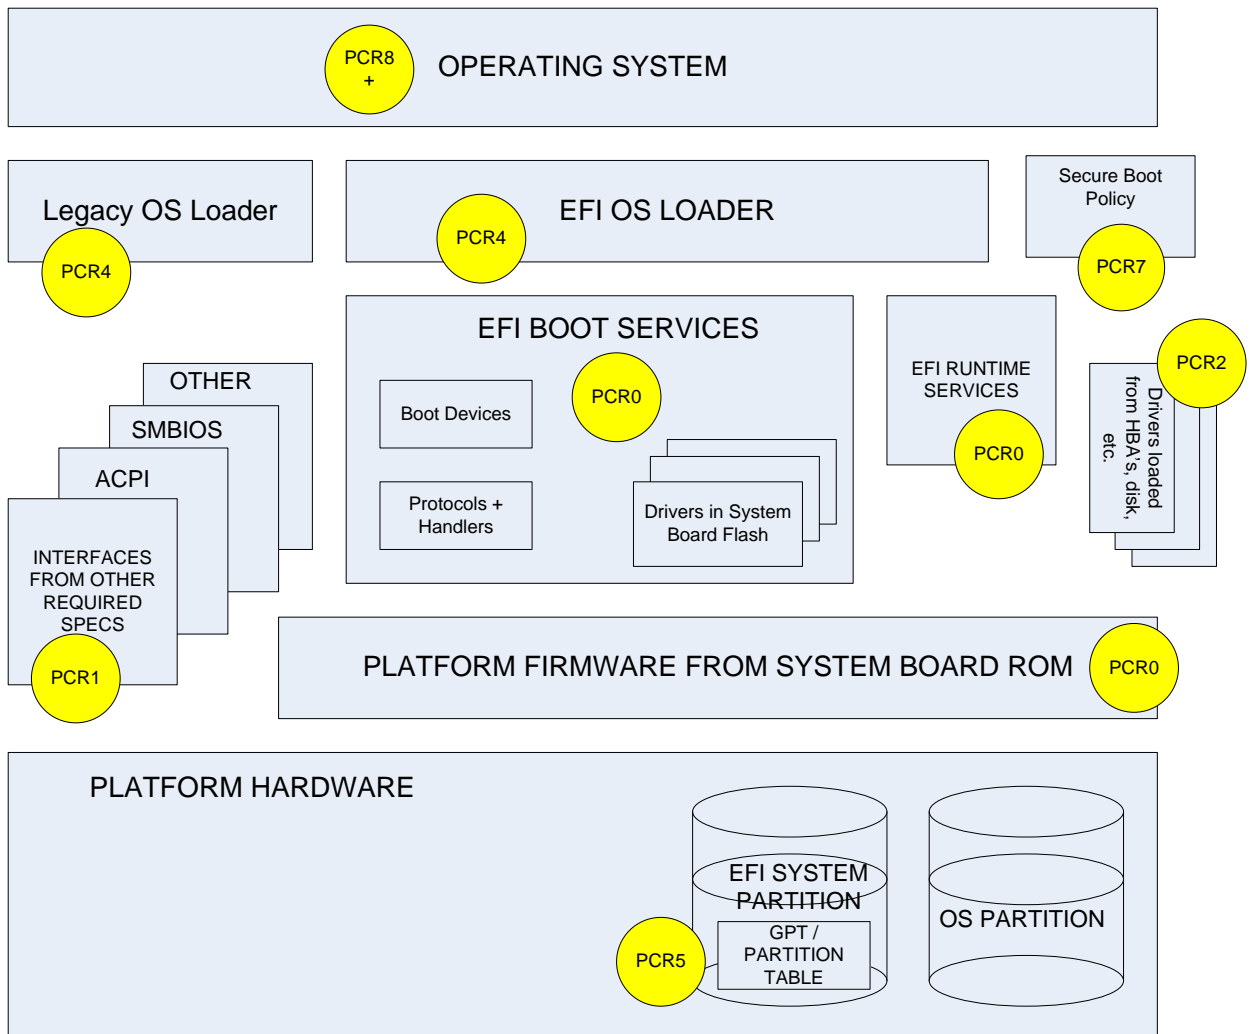 PCR8
+
OPERATING SYSTEM
Legacy OS Loader
PCR4
EFI OS LOADER
PCR4
Secure Boot
Policy
PCR7
EFI BOOT SERVICES
PCR0
Boot Devices
Protocols +
Handlers
Drivers in System
Board Flash
EFI RUNTIME
SERVICES
PCR0
PCR2
Drivers loaded
from HBA's, disk,
etc.
OTHER
SMBIOS
ACPI
INTERFACES
FROM OTHER
REQUIRED
SPECS
PCR1
PLATFORM FIRMWARE FROM SYSTEM BOARD ROM
PCR0
PLATFORM HARDWARE
EFI SYSTEM
PARTITION
GPT /
PARTITION
TABLE
PCR5
OS PARTITION